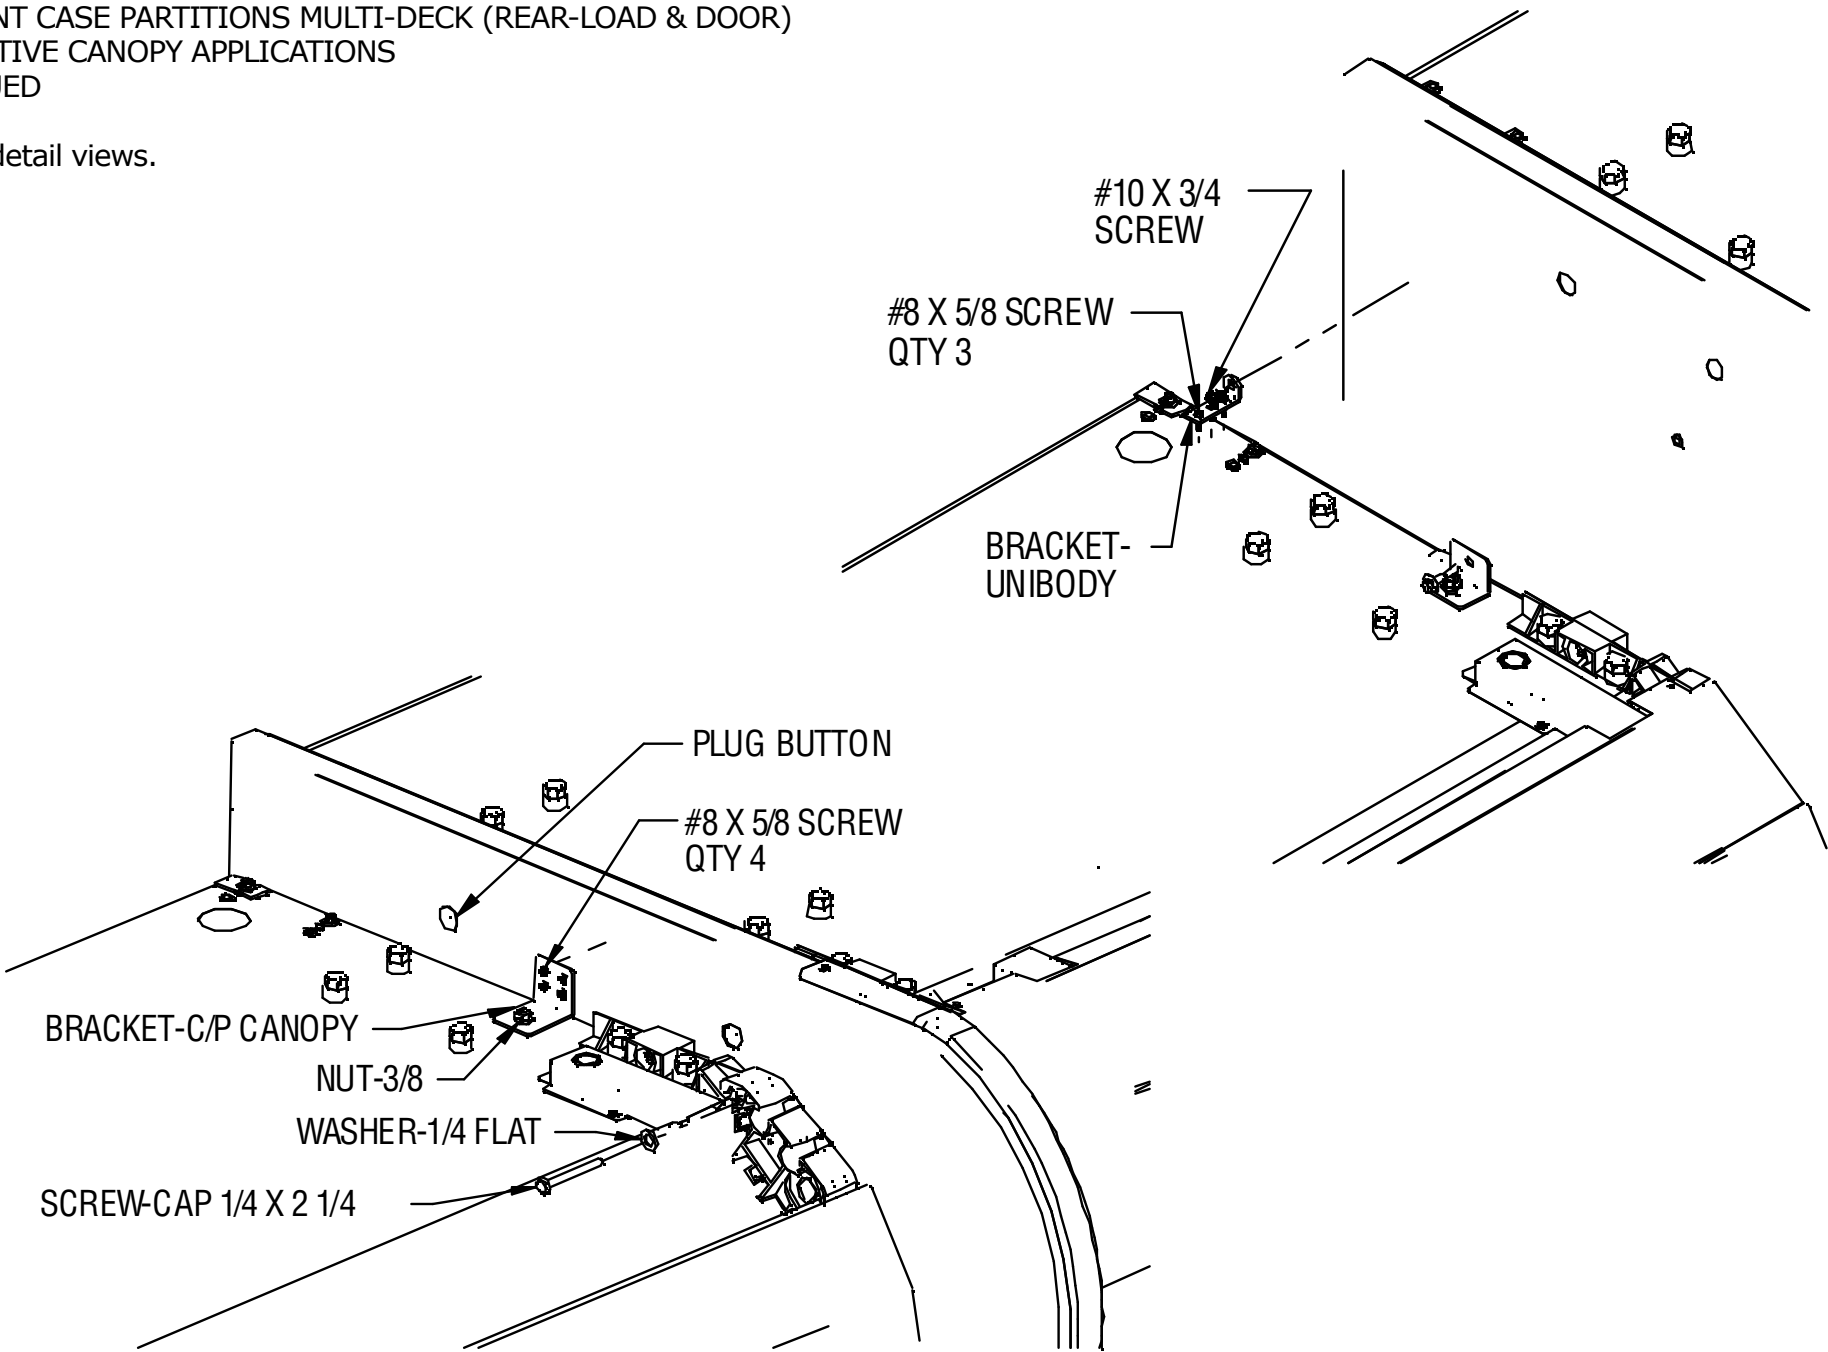 NT CASE PARTITIONS MULTI-DECK (REAR-LOAD & DOOR)
TIVE CANOPY APPLICATIONS
UED
detail views.
#10 X 3/4
SCREW
#8 X 5/8 SCREW
QTY 3
BRACKET-
UNIBODY
PLUG BUTTON
#8 X 5/8 SCREW
QTY 4
BRACKET-C/P CANOPY
NUT-3/8
WASHER-1/4 FLAT
SCREW-CAP 1/4 X 2 1/4